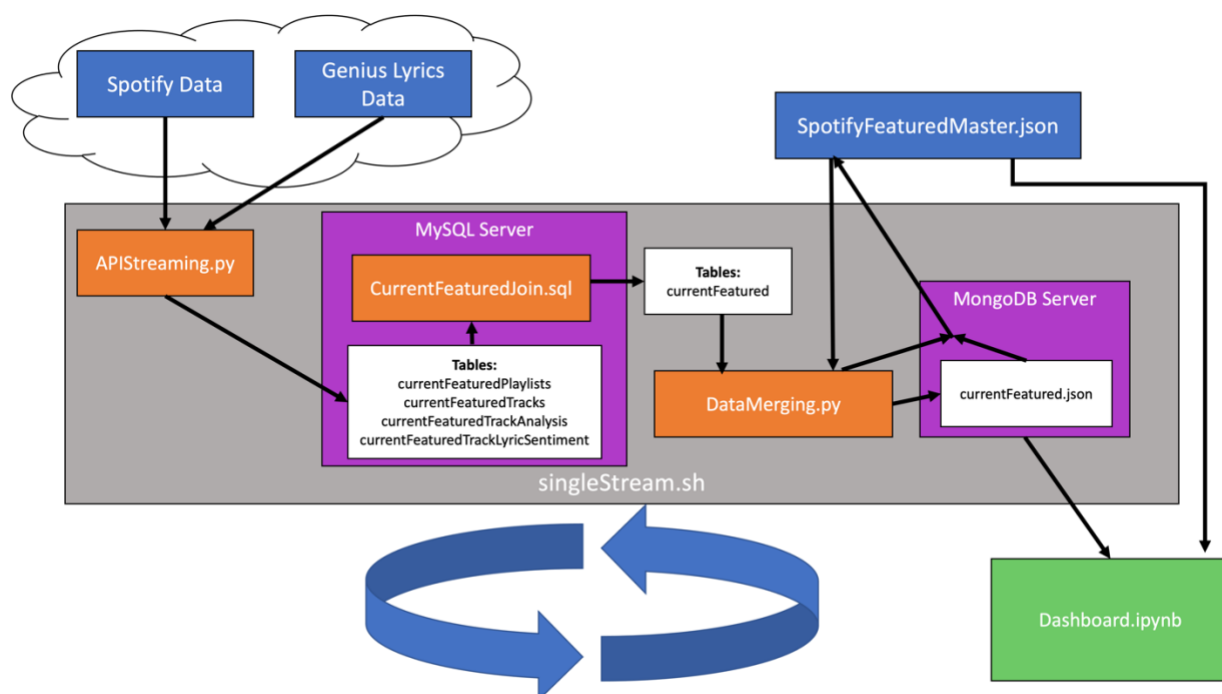 Spotify Data
Genius Lyrics
Data
SpotifyFeaturedMaster.json
MySQL Server
APIStreaming.py
CurrentFeaturedJoin.sql
Tables:
currentFeatured
MongoDB Server
Tables:
currentFeaturedPlaylists
currentFeaturedTracks
currentFeaturedTrackAnalysis
currentFeaturedTrackLyricSentiment
DataMerging.py
currentFeatured.json
singleStream.sh
Dashboard.ipynb